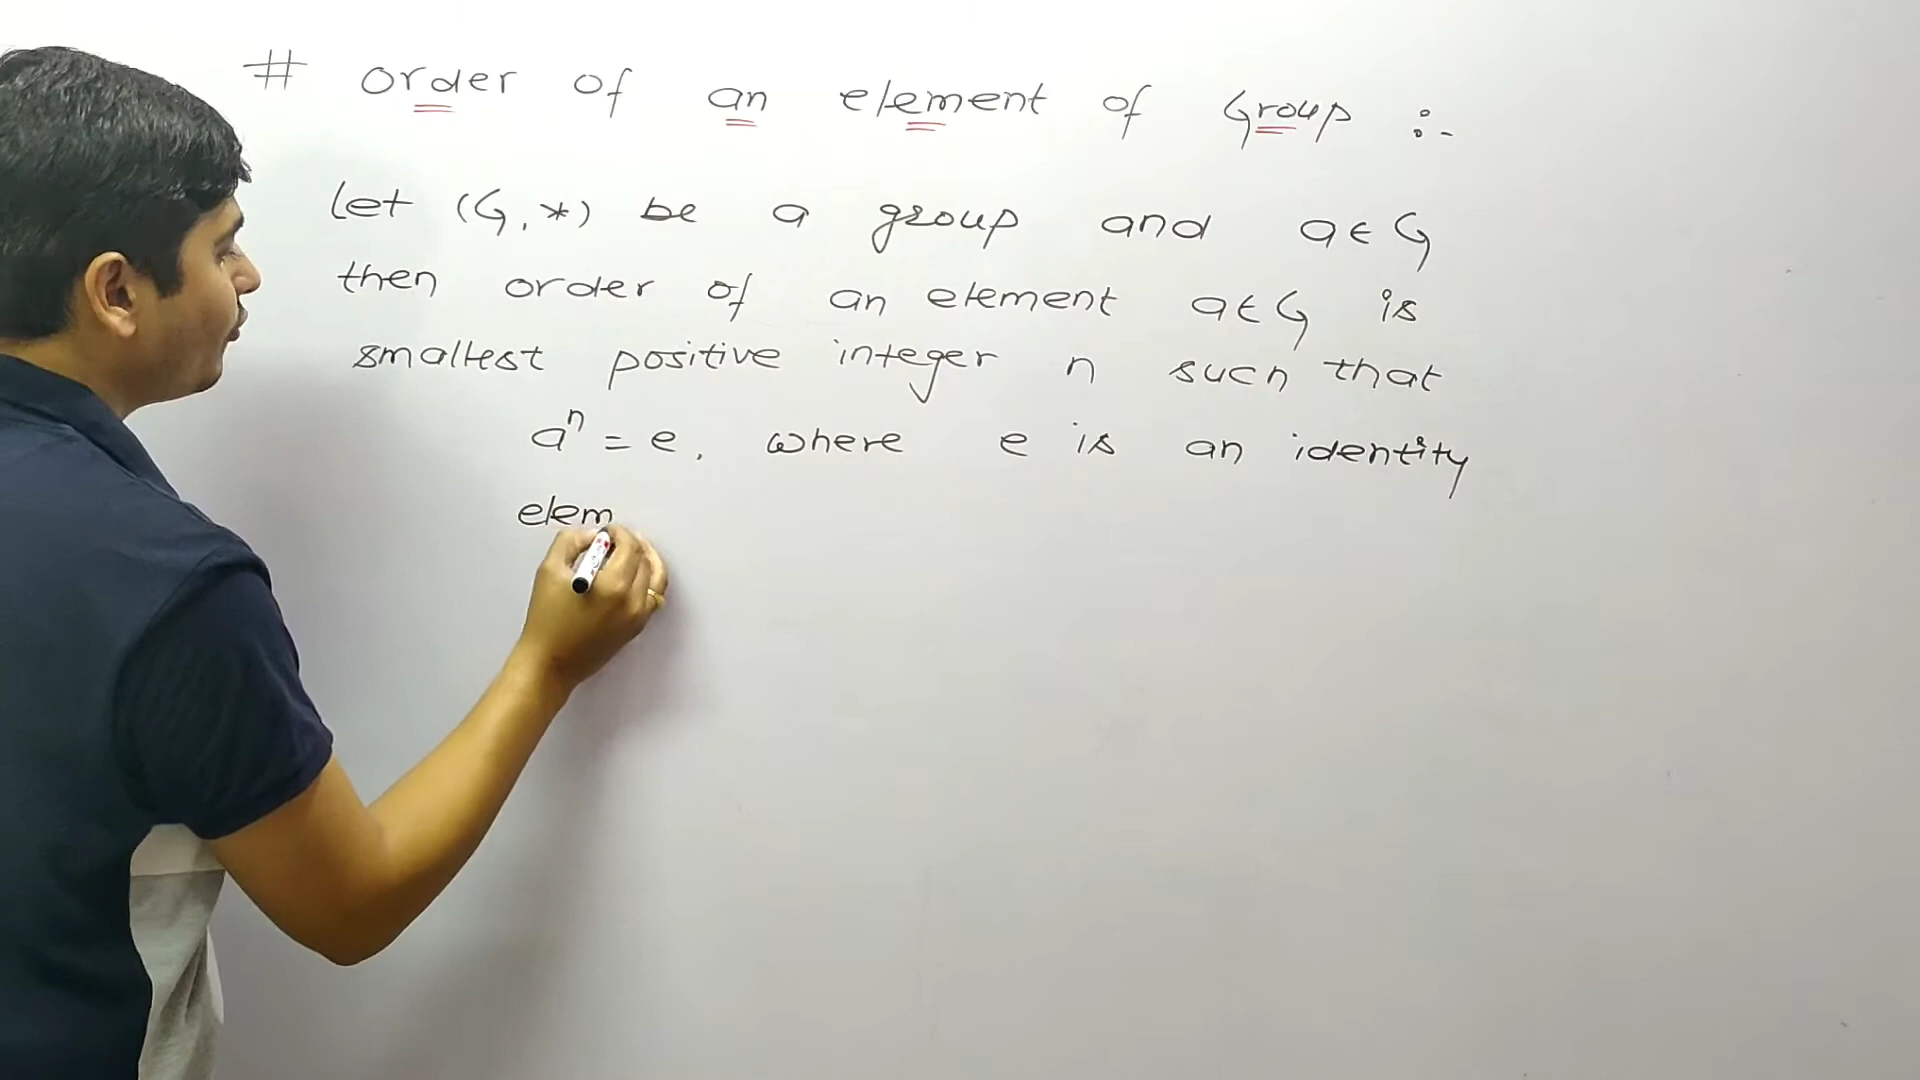 # order of an element of Group :-
Let (G, *) be a group and a ∈ G
then order of an element a ∈ G is
smallest positive integer n such that
aⁿ = e, where e is an identity
elem